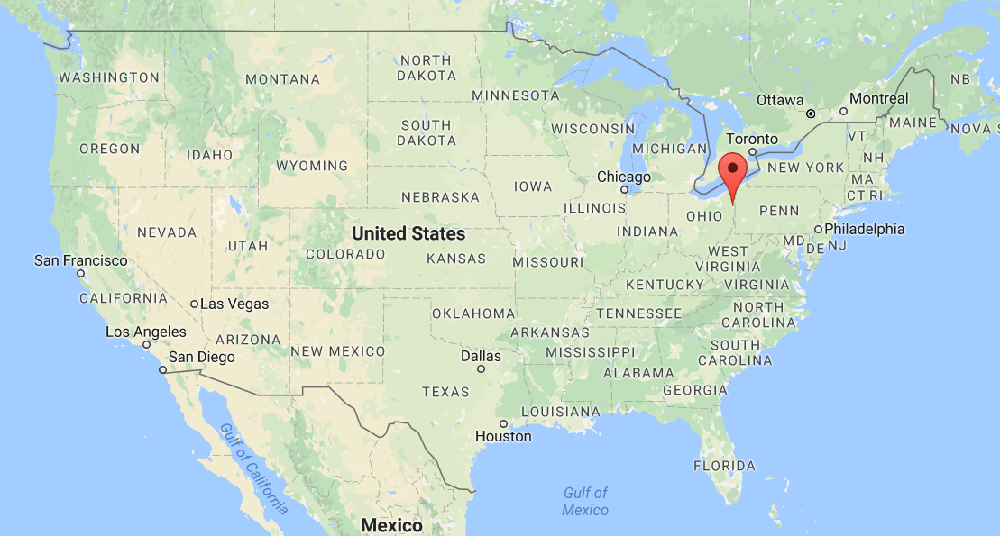 WASHINGTON
MONTANA
NORTH
DAKOTA
MINNESOTA
Ottawa
Montreal
NB
MAINE
NOVA S
SOUTH
DAKOTA
WISCONSIN
MICHIGAN
Toronto
VT
NH
OREGON
IDAHO
WYOMING
Chicago
NEW YORK
MA
CT RI
NEBRASKA
IOWA
ILLINOIS
INDIANA
OHIO
PENN
Philadelphia
NEVADA
UTAH
United States
COLORADO
KANSAS
MISSOURI
WEST
VIRGINIA
MD
DE
NJ
San Francisco
KENTUCKY
VIRGINIA
CALIFORNIA
Las Vegas
OKLAHOMA
TENNESSEE
NORTH
CAROLINA
Los Angeles
ARIZONA
NEW MEXICO
ARKANSAS
MISSISSIPPI
SOUTH
CAROLINA
San Diego
Dallas
ALABAMA
TEXAS
GEORGIA
LOUISIANA
Houston
Gulf of California
FLORIDA
Gulf of
Mexico
Mexico